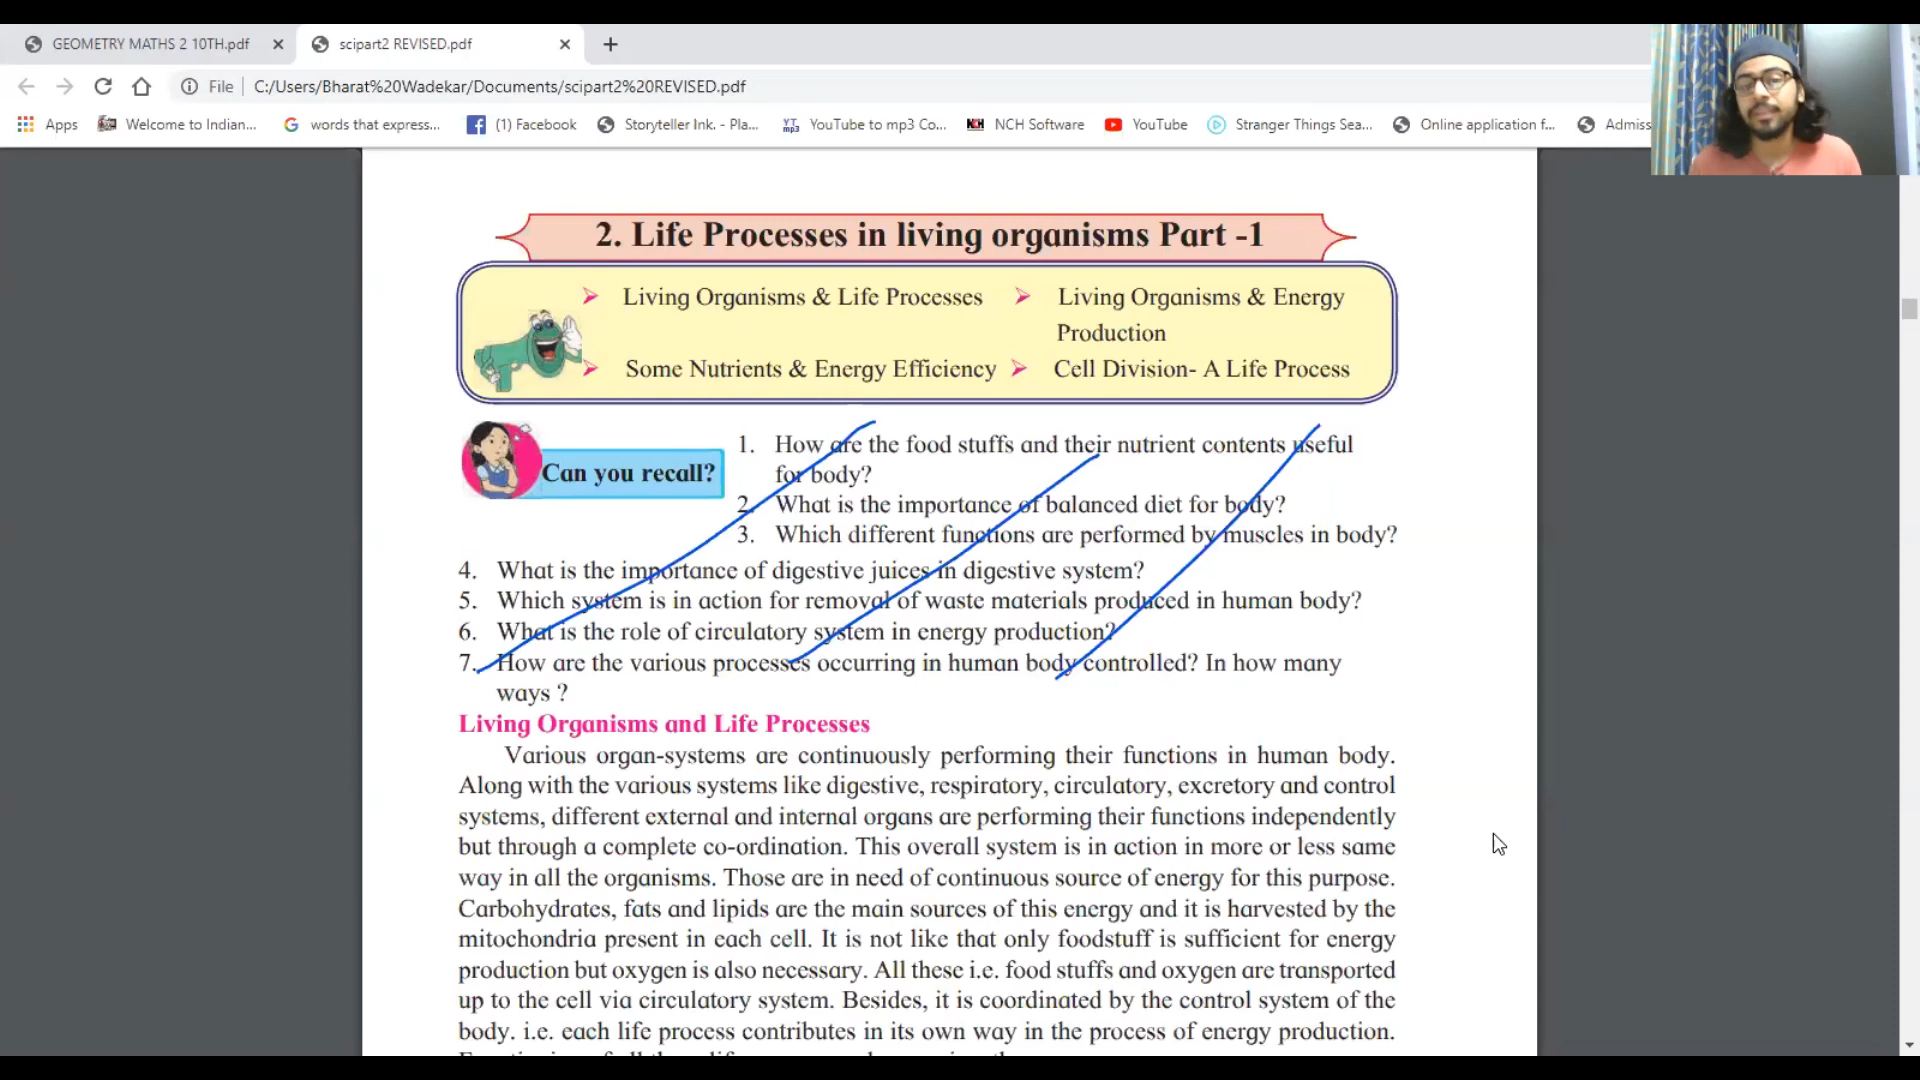 GEOMETRY MATHS 2 10TH.pdf
scipart2 REVISED.pdf
File
C:/Users/Bharat%20Wadekar/Documents/scipart2%20REVISED.pdf
Apps
Welcome to Indian...
words that express...
(1) Facebook
Storyteller Ink. - Pla...
YT mp3 YouTube to mp3 Co...
NCH NCH Software
YouTube
Stranger Things Sea...
Online application f...
Admiss
2. Life Processes in living organisms Part -1
Living Organisms & Life Processes
Living Organisms & Energy
Production
Some Nutrients & Energy Efficiency
Cell Division- A Life Process
Can you recall?
1. How are the food stuffs and their nutrient contents useful
for body?
2. What is the importance of balanced diet for body?
3. Which different functions are performed by muscles in body?
4. What is the importance of digestive juices in digestive system?
5. Which system is in action for removal of waste materials produced in human body?
6. What is the role of circulatory system in energy production?
7. How are the various processes occurring in human body controlled? In how many
ways ?
Living Organisms and Life Processes
Various organ-systems are continuously performing their functions in human body.
Along with the various systems like digestive, respiratory, circulatory, excretory and control
systems, different external and internal organs are performing their functions independently
but through a complete co-ordination. This overall system is in action in more or less same
way in all the organisms. Those are in need of continuous source of energy for this purpose.
Carbohydrates, fats and lipids are the main sources of this energy and it is harvested by the
mitochondria present in each cell. It is not like that only foodstuff is sufficient for energy
production but oxygen is also necessary. All these i.e. food stuffs and oxygen are transported
up to the cell via circulatory system. Besides, it is coordinated by the control system of the
body. i.e. each life process contributes in its own way in the process of energy production.